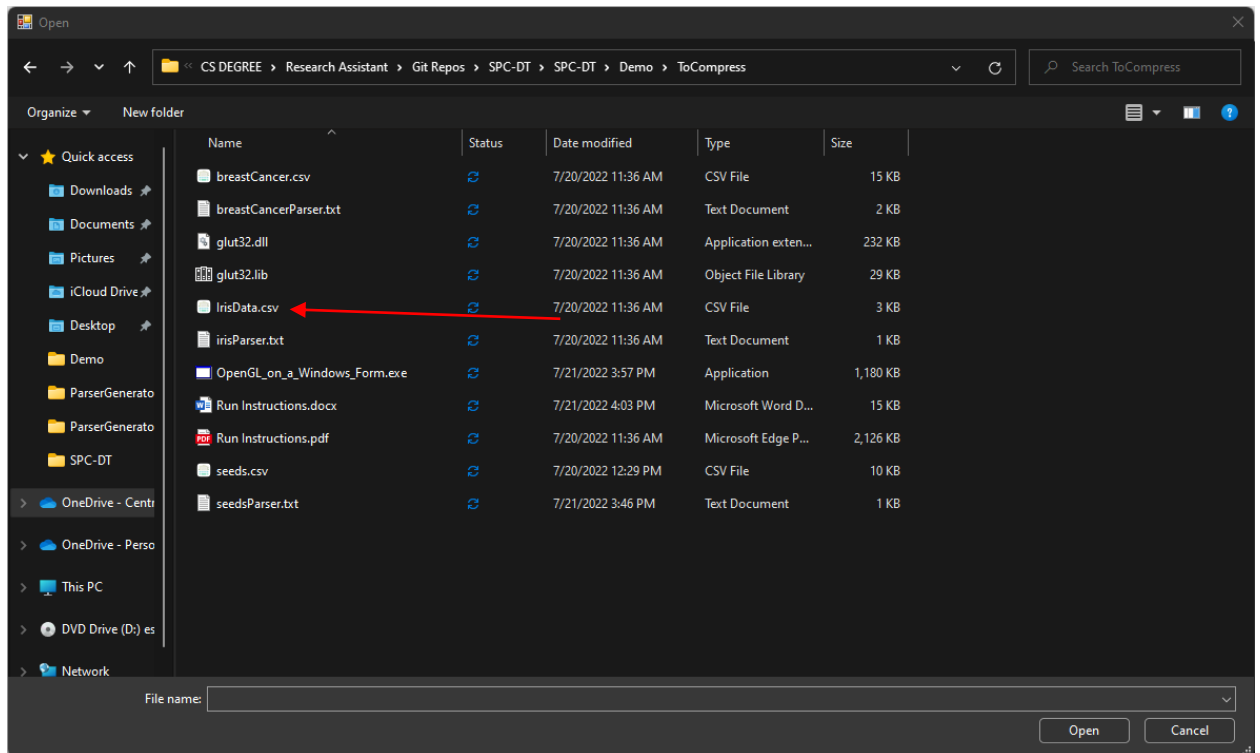 Open
CS DEGREE > Research Assistant > Git Repos > SPC-DT > SPC-DT > Demo > ToCompress
Search ToCompress
Organize
New folder
Name Status Date modified Type Size
Quick access
Downloads
Documents
Pictures
iCloud Drive
Desktop
Demo
ParserGenerato
ParserGenerato
SPC-DT
OneDrive - Centr
OneDrive - Perso
This PC
DVD Drive (D:) es
Network
breastCancer.csv 7/20/2022 11:36 AM CSV File 15 KB
breastCancerParser.txt 7/20/2022 11:36 AM Text Document 2 KB
glut32.dll 7/20/2022 11:36 AM Application exten... 232 KB
glut32.lib 7/20/2022 11:36 AM Object File Library 29 KB
IrisData.csv 7/20/2022 11:36 AM CSV File 3 KB
irisParser.txt 7/20/2022 11:36 AM Text Document 1 KB
OpenGL_on_a_Windows_Form.exe 7/21/2022 3:57 PM Application 1,180 KB
Run Instructions.docx 7/21/2022 4:03 PM Microsoft Word D... 15 KB
Run Instructions.pdf 7/20/2022 11:36 AM Microsoft Edge P... 2,126 KB
seeds.csv 7/20/2022 12:29 PM CSV File 10 KB
seedsParser.txt 7/21/2022 3:46 PM Text Document 1 KB
File name:
Open
Cancel